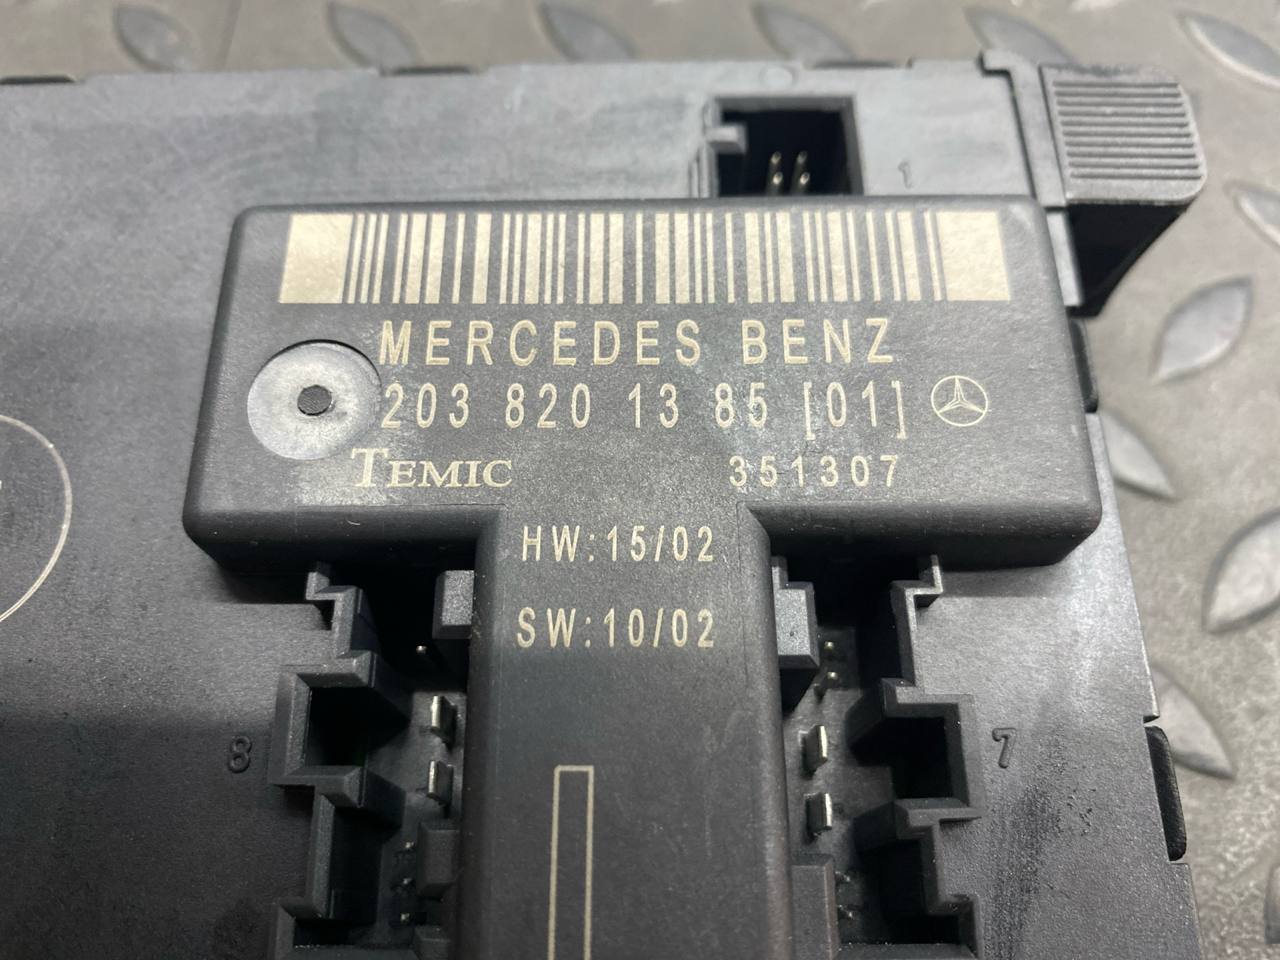 1
MERCEDES BENZ
203 820 13 85 [01]
TEMIC 351307
HW:15/02
SW:10/02
8
7